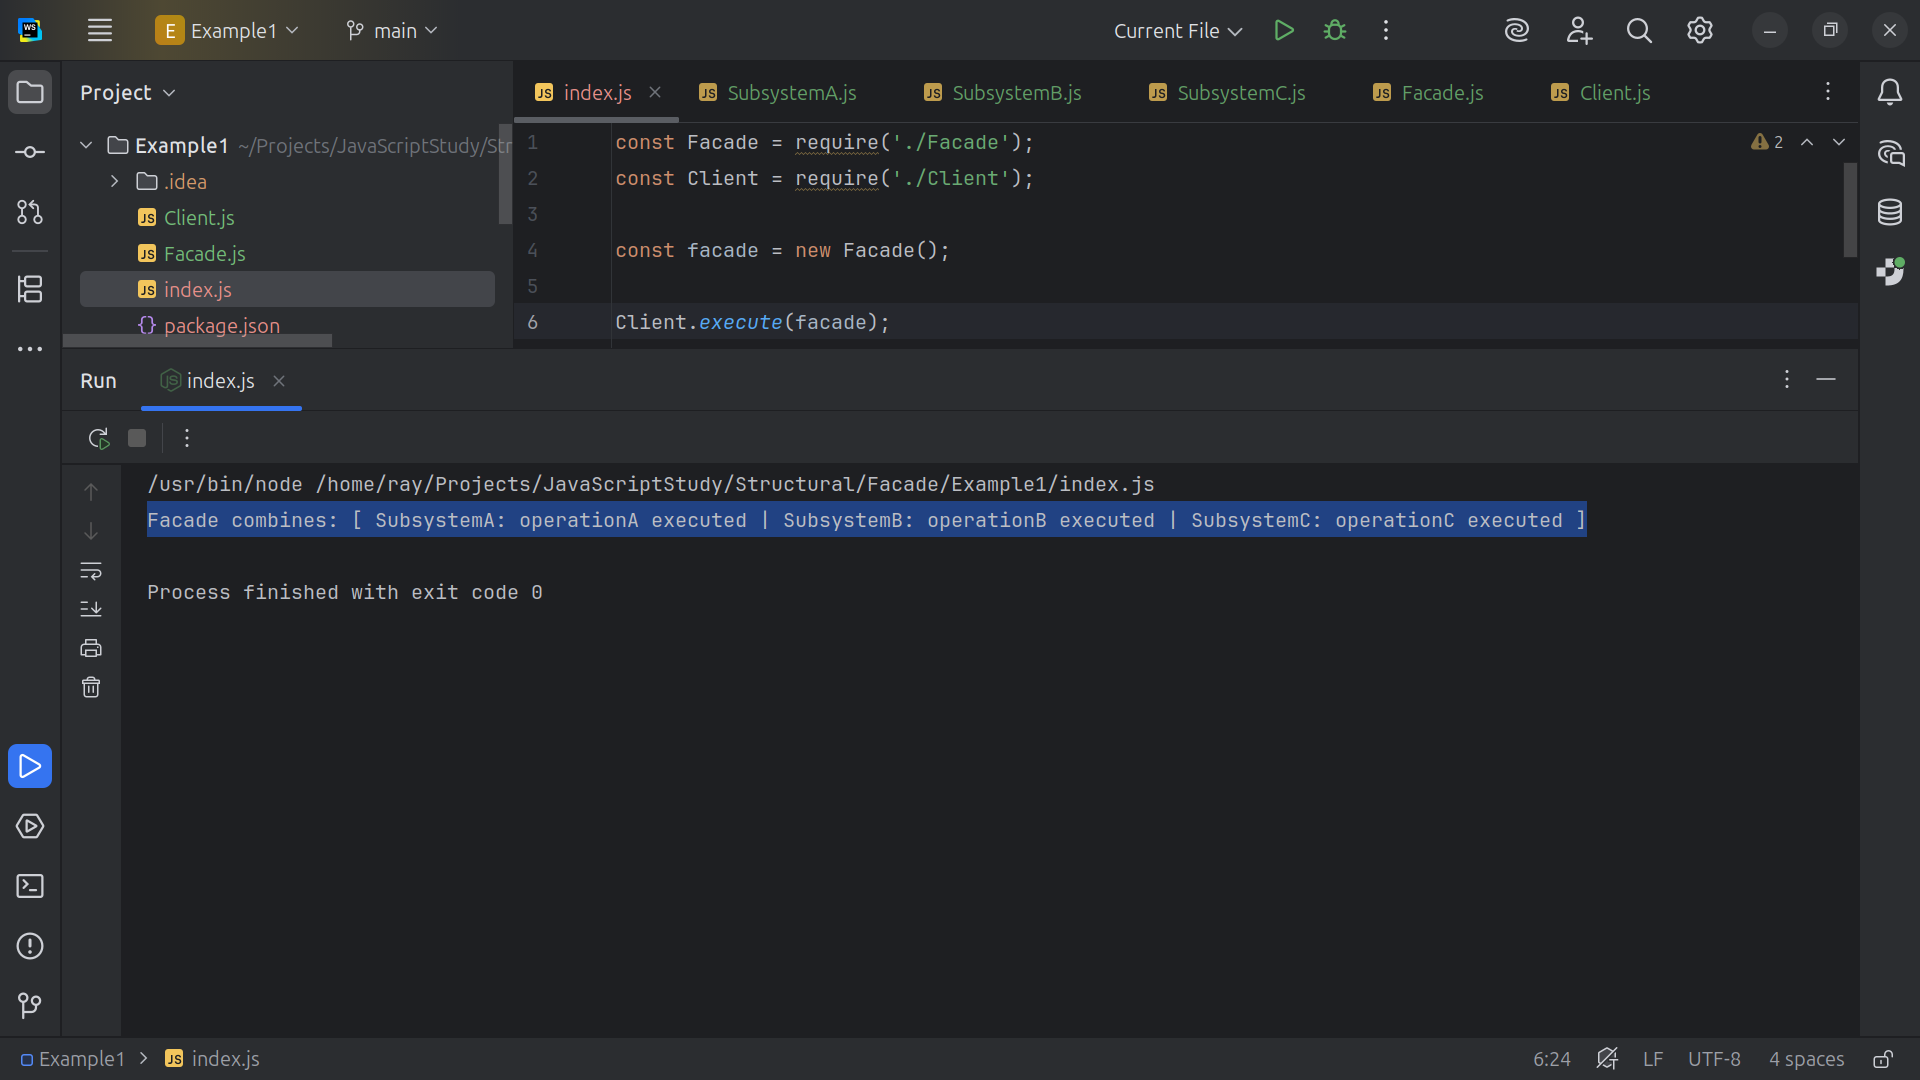 WS
E Example1
main
Current File
Project
index.js
SubsystemA.js
SubsystemB.js
SubsystemC.js
Facade.js
Client.js
Example1 ~/Projects/JavaScriptStudy/Str
.idea
Client.js
Facade.js
index.js
package.json
1 const Facade = require('./Facade');
2 const Client = require('./Client');
3
4 const facade = new Facade();
5
6 Client.execute(facade);
2
Run
index.js
/usr/bin/node /home/ray/Projects/JavaScriptStudy/Structural/Facade/Example1/index.js
Facade combines: [ SubsystemA: operationA executed | SubsystemB: operationB executed | SubsystemC: operationC executed ]
Process finished with exit code 0
Example1
JS index.js
6:24
LF
UTF-8
4 spaces